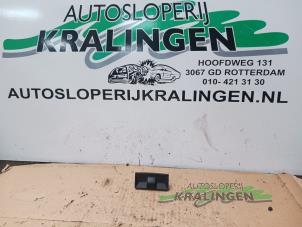 AUTOSLOPERIJ
KRALINGEN
HOOFDWEG 131
3067 GD ROTTERDAM
010- 421 31 30
AUTOSLOPERIJKRALINGEN.NL
AUTOSLOPERIJ
KRALINGEN